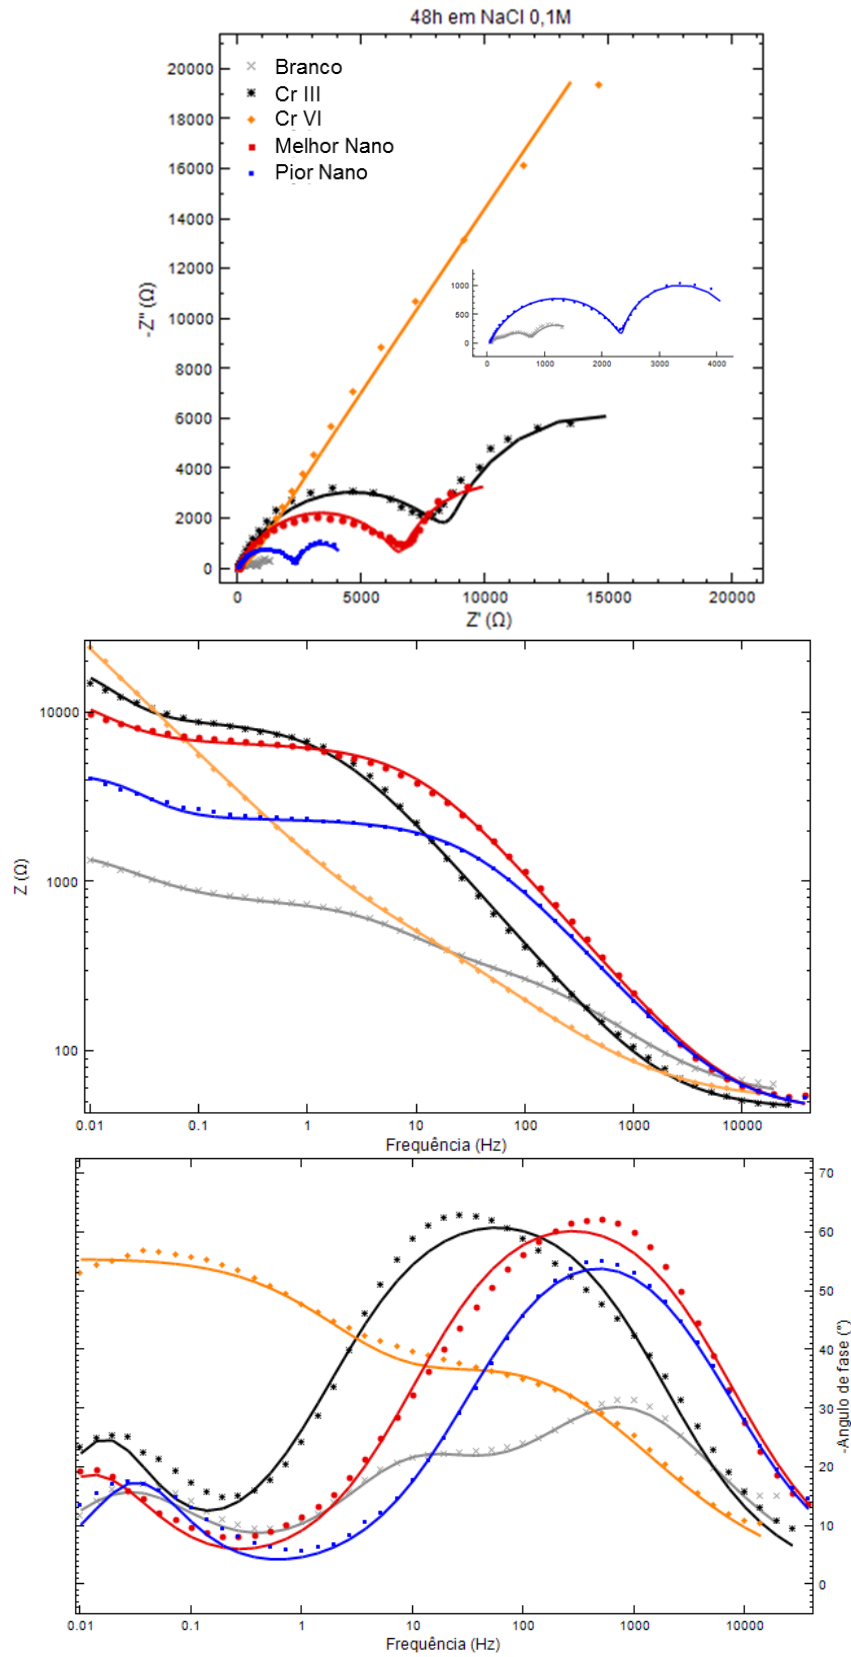 48h em NaCl 0,1M
Branco
Cr III
Cr VI
Melhor Nano
Pior Nano
20000
18000
16000
14000
12000
10000
8000
6000
4000
2000
0
-Z'' (Ω)
1000
500
0
0 1000 2000 3000 4000
0 5000 10000 15000 20000
Z' (Ω)
10000
1000
100
Z (Ω)
0.01 0.1 1 10 100 1000 10000
Frequência (Hz)
70
60
50
40
30
20
10
0
-Angulo de fase (°)
0.01 0.1 1 10 100 1000 10000
Frequência (Hz)